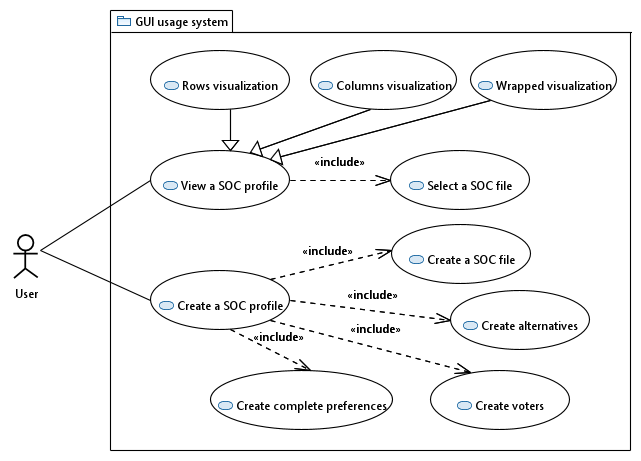 GUI usage system
Rows visualization
Columns visualization
Wrapped visualization
«include»
View a SOC profile
Select a SOC file
«include»
Create a SOC file
User
«include»
Create a SOC profile
Create alternatives
«include»
«include»
Create complete preferences
Create voters